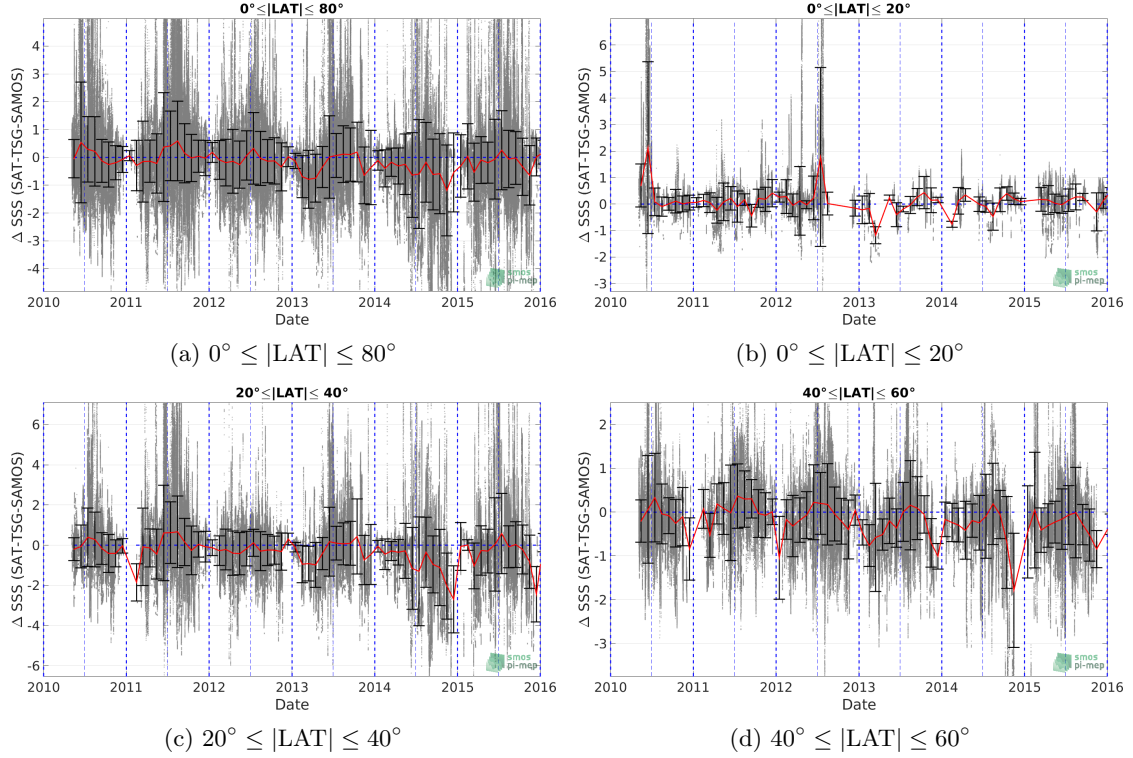 0°≤|LAT|≤ 80°
Δ SSS (SAT-TSG-SAMOS)
4
3
2
1
0
-1
-2
-3
-4
2010 2011 2012 2013 2014 2015 2016
Date
smos
pi-mep
(a) 0° ≤ |LAT| ≤ 80°
0°≤|LAT|≤ 20°
Δ SSS (SAT-TSG-SAMOS)
6
5
4
3
2
1
0
-1
-2
-3
2010 2011 2012 2013 2014 2015 2016
Date
smos
pi-mep
(b) 0° ≤ |LAT| ≤ 20°
20°≤|LAT|≤ 40°
Δ SSS (SAT-TSG-SAMOS)
6
4
2
0
-2
-4
-6
2010 2011 2012 2013 2014 2015 2016
Date
smos
pi-mep
(c) 20° ≤ |LAT| ≤ 40°
40°≤|LAT|≤ 60°
Δ SSS (SAT-TSG-SAMOS)
2
1
0
-1
-2
-3
2010 2011 2012 2013 2014 2015 2016
Date
smos
pi-mep
(d) 40° ≤ |LAT| ≤ 60°